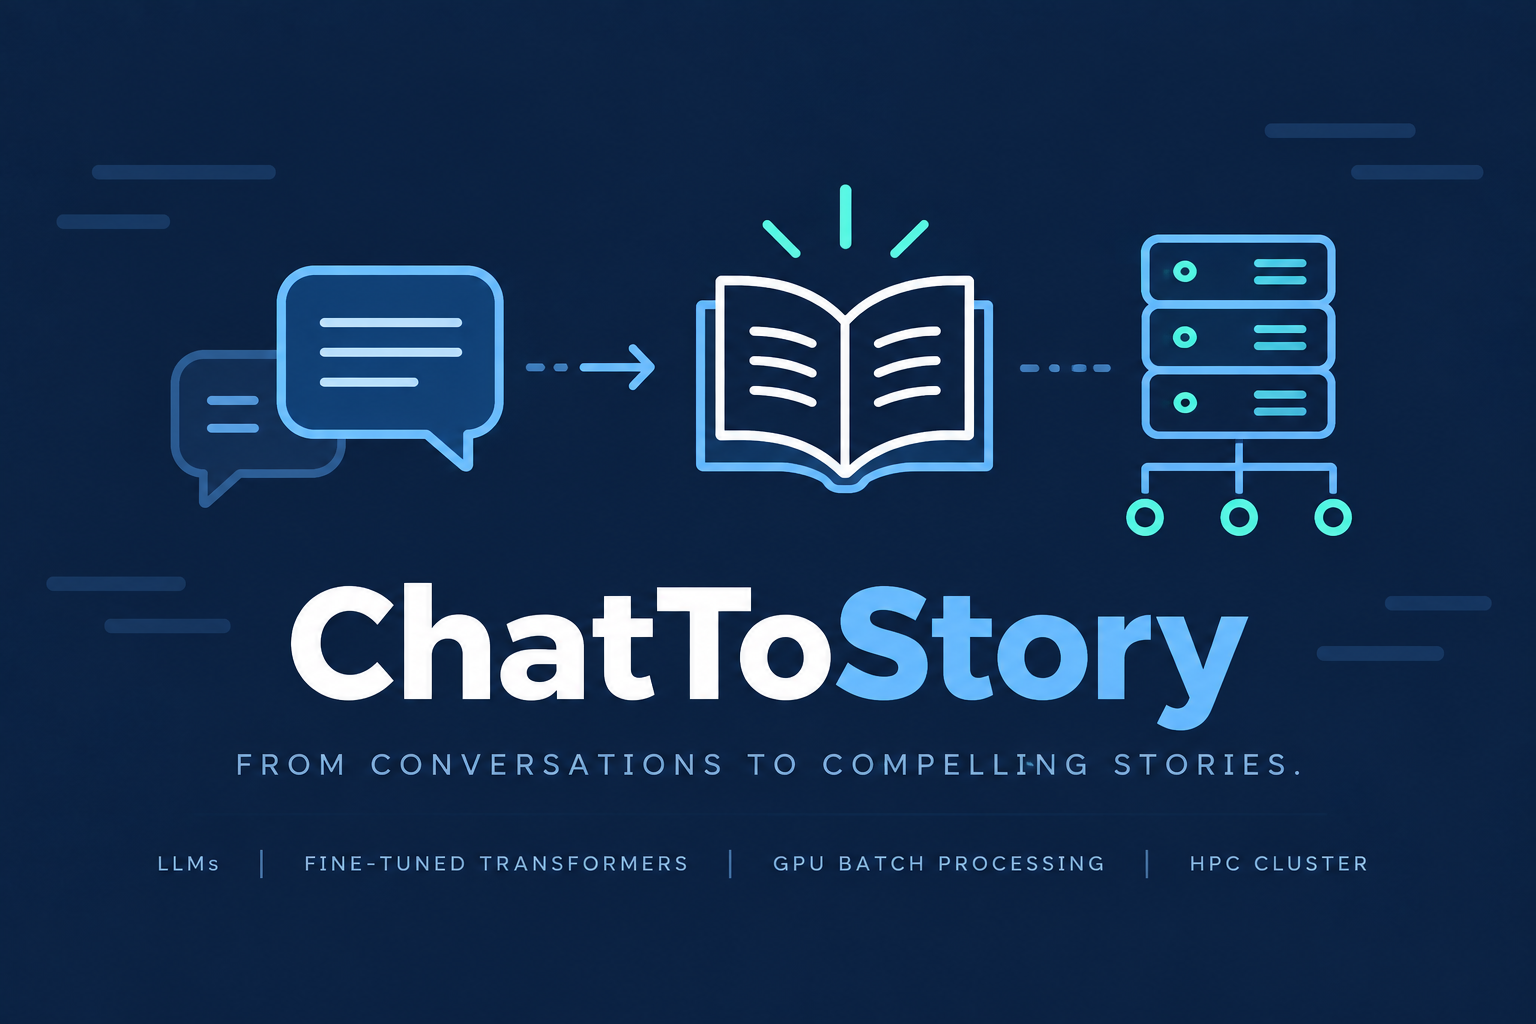 ChatToStory
FROM CONVERSATIONS TO COMPELLING STORIES.
LLMs | FINE-TUNED TRANSFORMERS | GPU BATCH PROCESSING | HPC CLUSTER